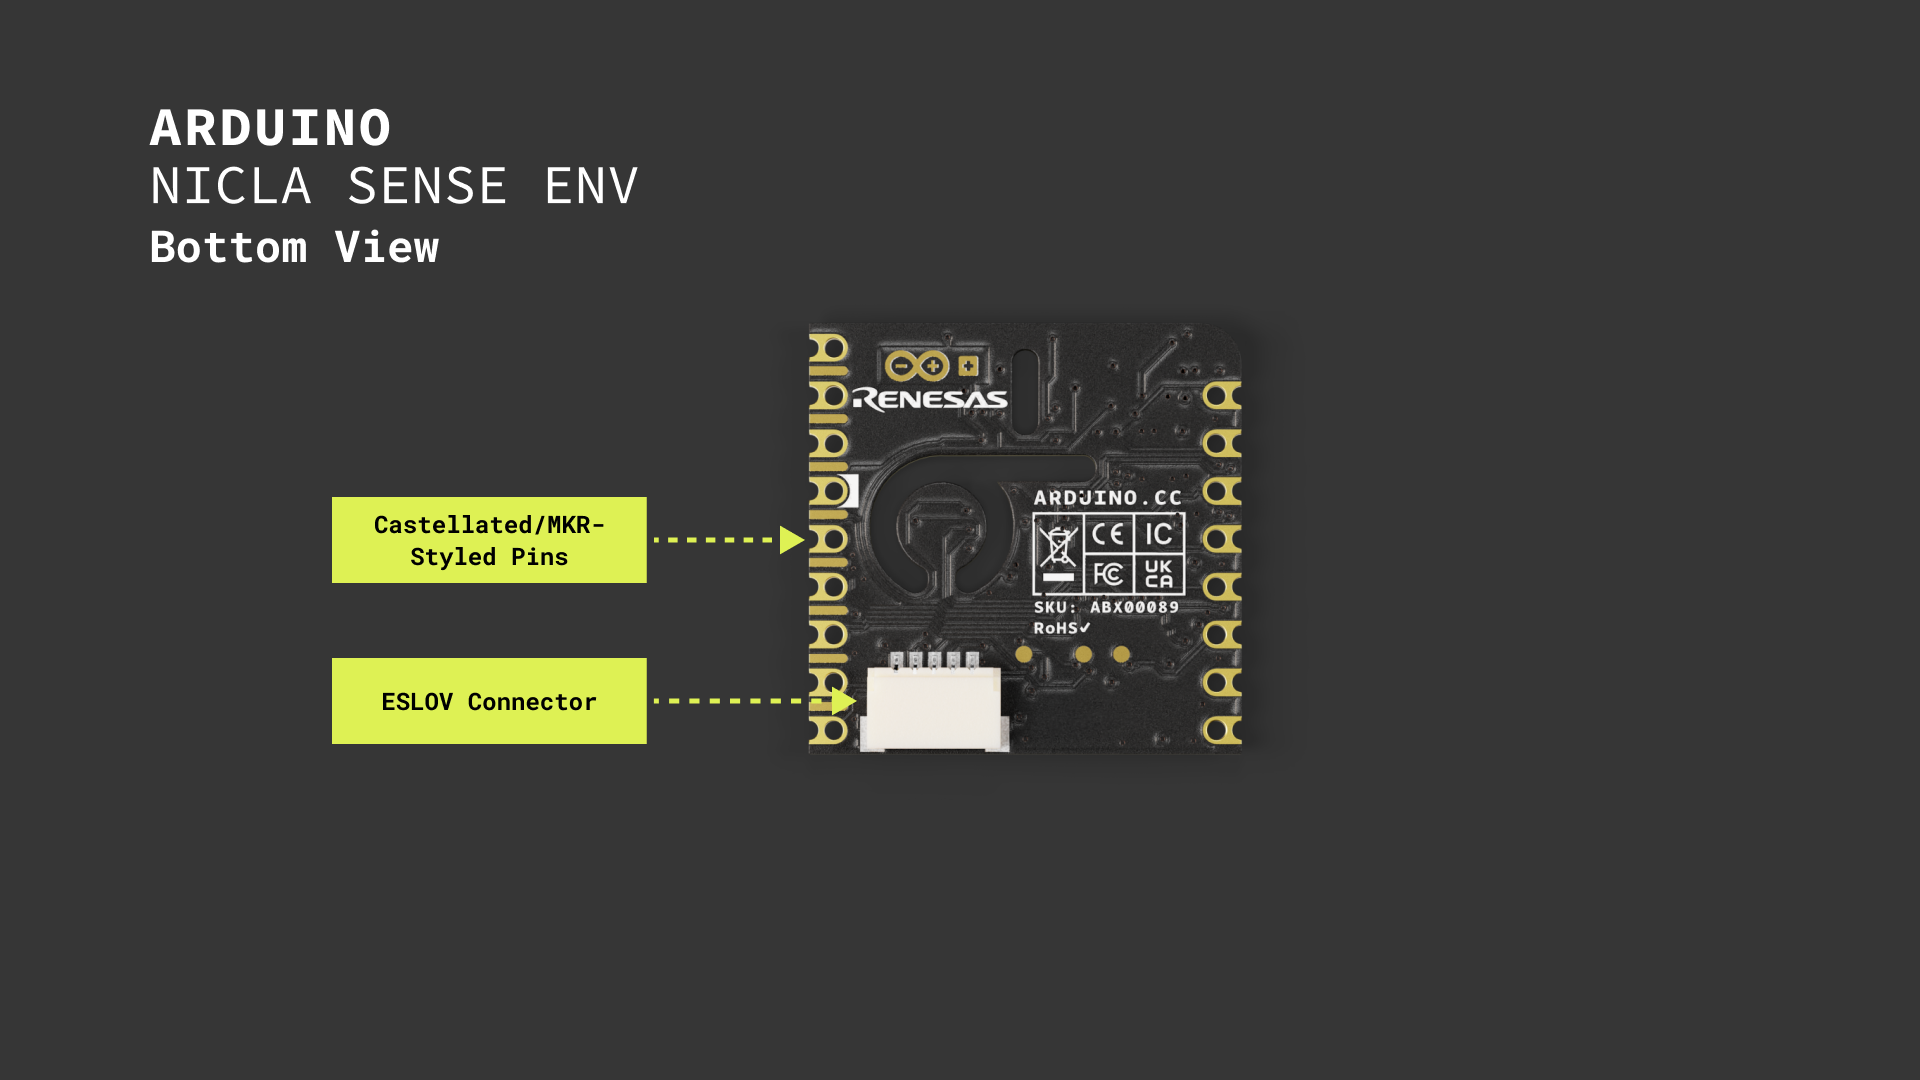 ARDUINO
NICLA SENSE ENV
Bottom View
RENESAS
Castellated/MKR-
Styled Pins
ARDUINO.CC
CE
IC
FC
UK
CA
SKU: ABX00089
RoHS✓
ESLOV Connector